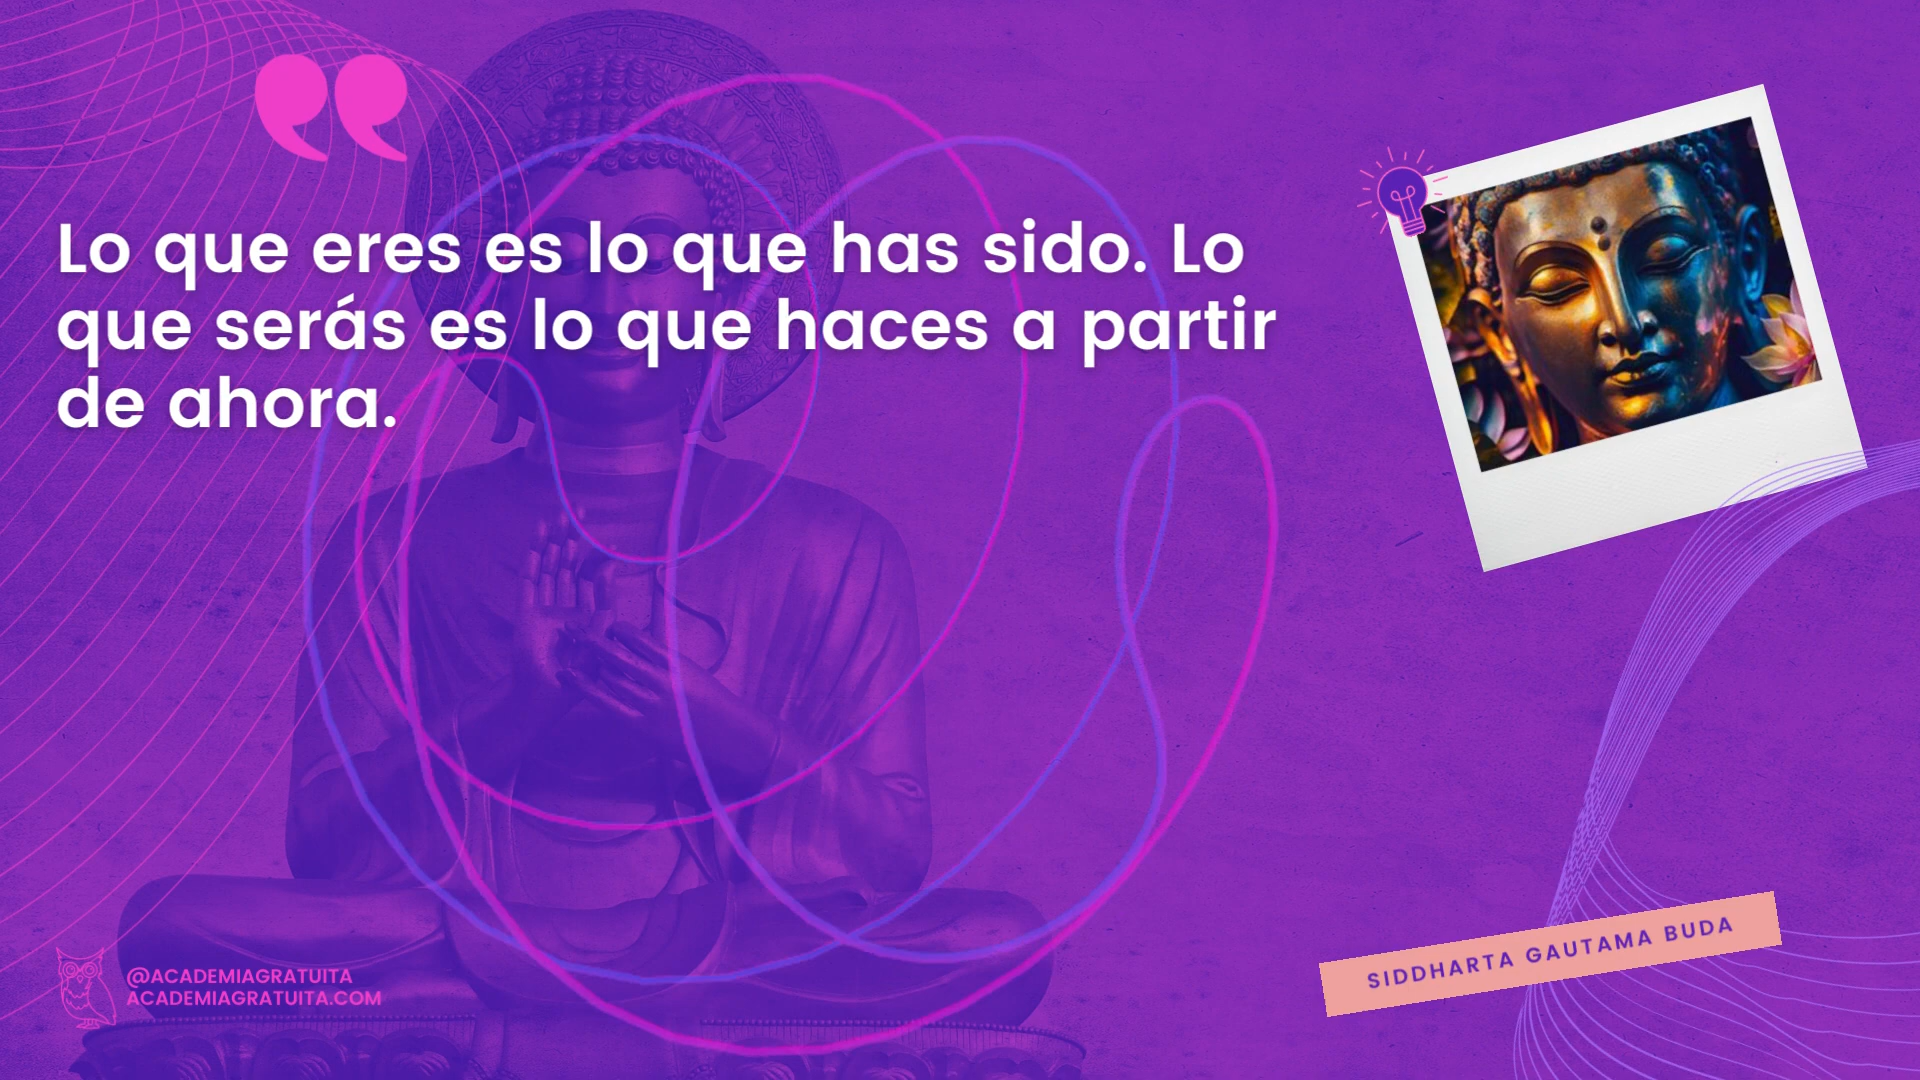 Lo que eres es lo que has sido. Lo
que serás es lo que haces a partir
de ahora.
SIDDHARTA GAUTAMA BUDA
@ACADEMIAGRATUITA
ACADEMIAGRATUITA.COM